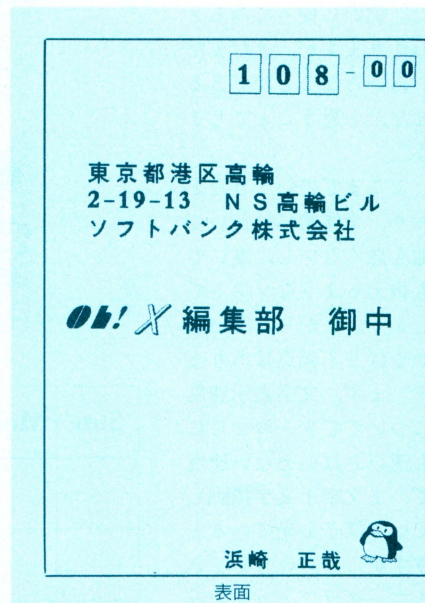 108-00
東京都港区高輪
2-19-13 NS高輪ビル
ソフトバンク株式会社
Oh! X 編集部 御中
浜崎 正哉
表面